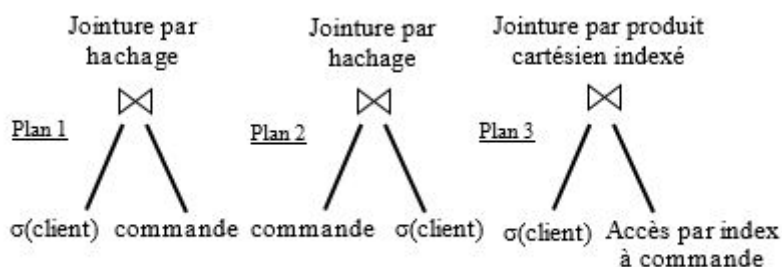 Jointure par
hachage
Plan 1
σ(client) commande
Jointure par
hachage
Plan 2
commande σ(client)
Jointure par produit
cartésien indexé
Plan 3
σ(client) Accès par index
à commande